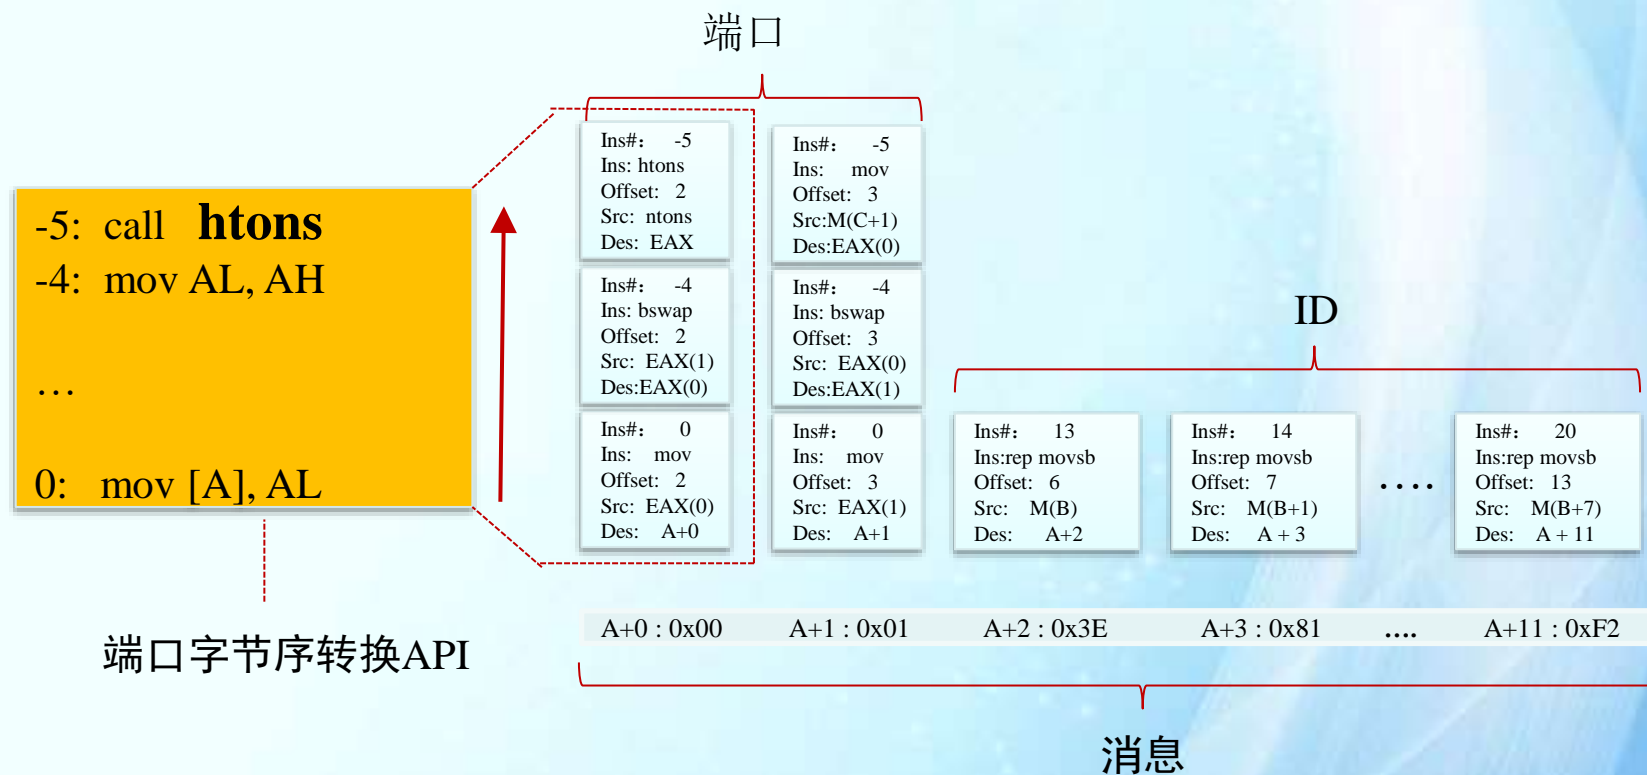 端口
-5: call htons
-4: mov AL, AH
…
0: mov [A], AL
端口字节序转换API
Ins#： -5
Ins: htons
Offset: 2
Src: ntons
Des: EAX
Ins#： -4
Ins: bswap
Offset: 2
Src: EAX(1)
Des:EAX(0)
Ins#： 0
Ins: mov
Offset: 2
Src: EAX(0)
Des: A+0
Ins#： -5
Ins: mov
Offset: 3
Src:M(C+1)
Des:EAX(0)
Ins#： -4
Ins: bswap
Offset: 3
Src: EAX(0)
Des:EAX(1)
Ins#： 0
Ins: mov
Offset: 3
Src: EAX(1)
Des: A+1
ID
Ins#： 13
Ins:rep movsb
Offset: 6
Src: M(B)
Des: A+2
Ins#： 14
Ins:rep movsb
Offset: 7
Src: M(B+1)
Des: A + 3
....
Ins#： 20
Ins:rep movsb
Offset: 13
Src: M(B+7)
Des: A + 11
A+0 : 0x00 A+1 : 0x01 A+2 : 0x3E A+3 : 0x81 .... A+11 : 0xF2
消息